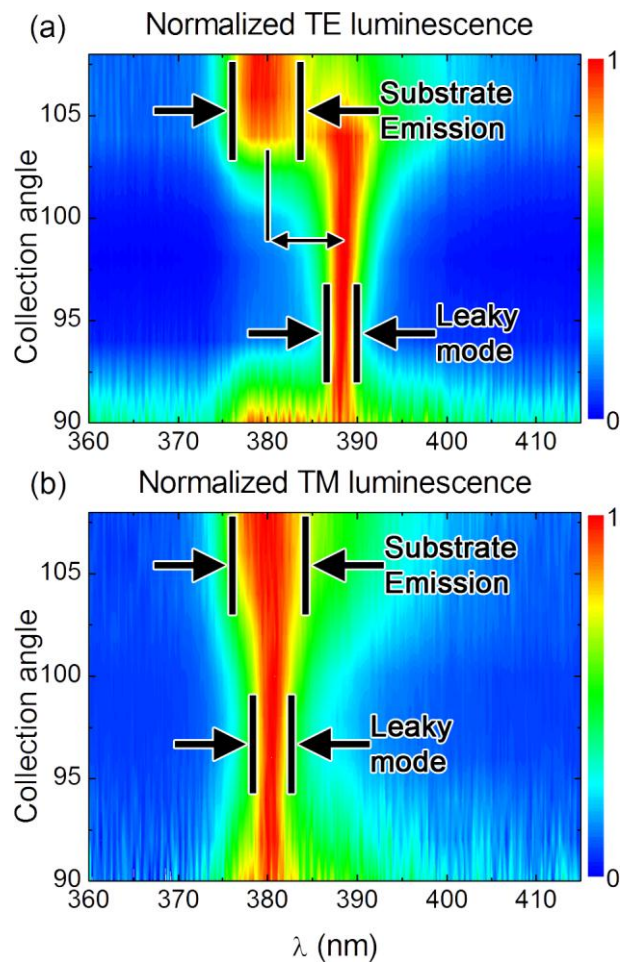 (a)
Normalized TE luminescence
1
105
Substrate
Emission
100
Collection angle
95
Leaky
mode
90
0
360 370 380 390 400 410
(b)
Normalized TM luminescence
1
105
Substrate
Emission
100
Collection angle
95
Leaky
mode
90
0
360 370 380 390 400 410
λ (nm)